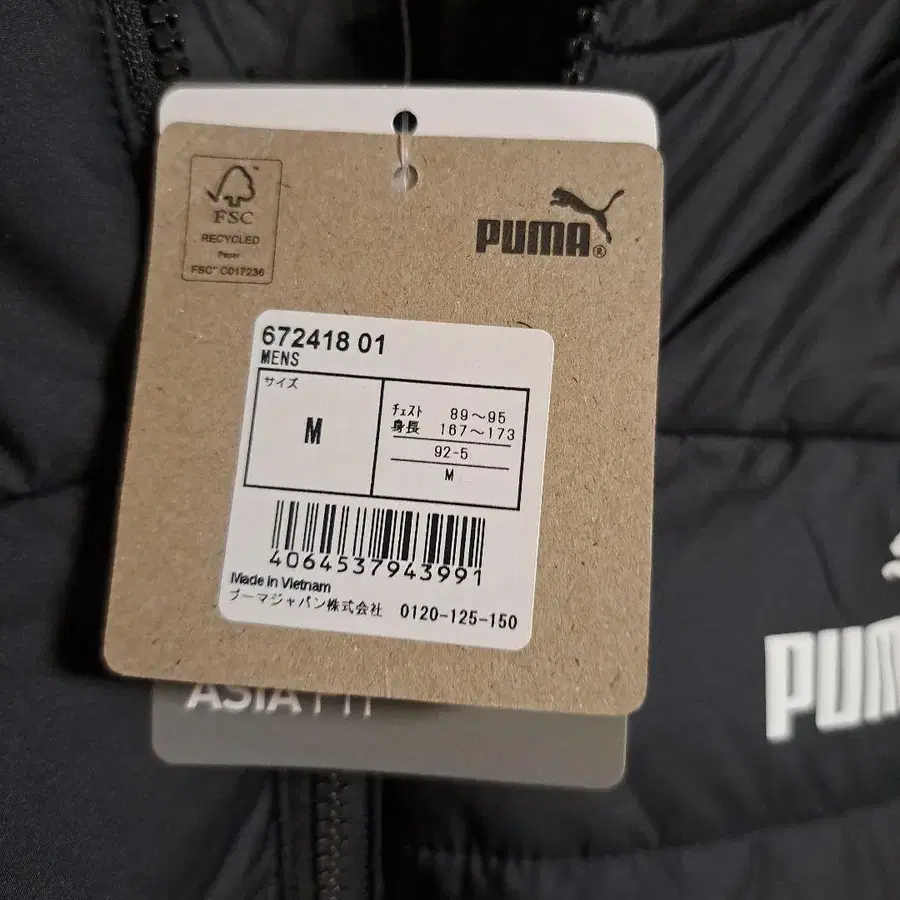 FSC
RECYCLED
Paper
FSC™ C017236
PUMA®
672418 01
MENS
サイズ
M
チェスト 89～95
身長 167～173
92-5
M
4064537943991
Made in Vietnam
プーマジャパン株式会社 0120-125-150
ASIA FIT
PUM